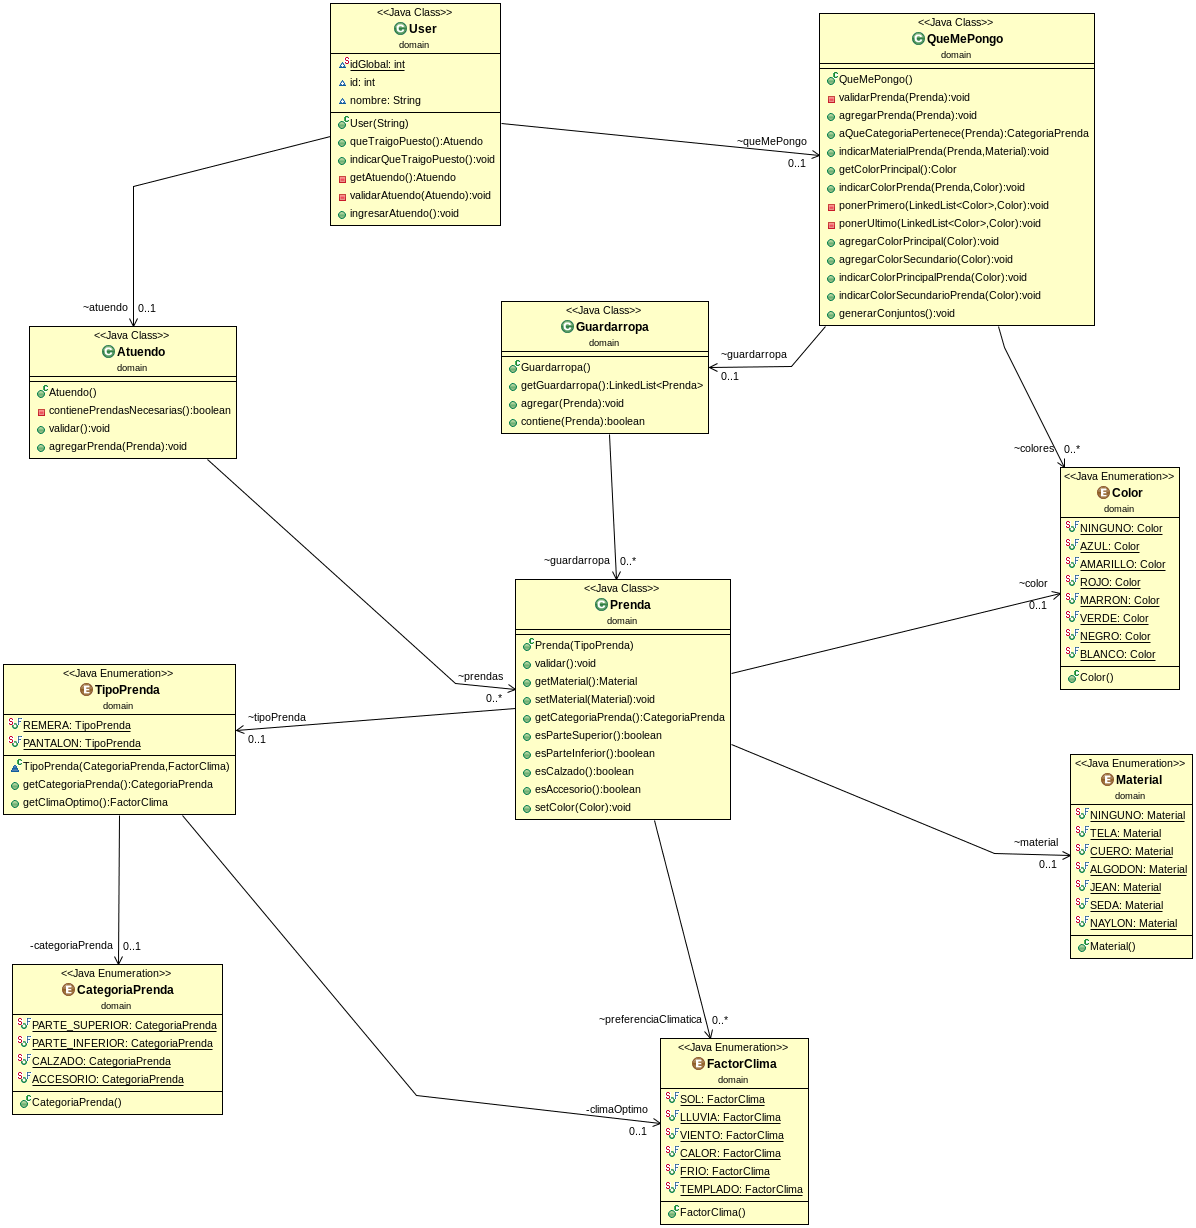 <<Java Class>>
User
domain
idGlobal: int
id: int
nombre: String
User(String)
queTraigoPuesto():Atuendo
indicarQueTraigoPuesto():void
getAtuendo():Atuendo
validarAtuendo(Atuendo):void
ingresarAtuendo():void
<<Java Class>>
QueMePongo
domain
QueMePongo()
validarPrenda(Prenda):void
agregarPrenda(Prenda):void
aQueCategoriaPertenece(Prenda):CategoriaPrenda
indicarMaterialPrenda(Prenda,Material):void
getColorPrincipal():Color
indicarColorPrenda(Prenda,Color):void
ponerPrimero(LinkedList<Color>,Color):void
ponerUltimo(LinkedList<Color>,Color):void
agregarColorPrincipal(Color):void
agregarColorSecundario(Color):void
indicarColorPrincipalPrenda(Color):void
indicarColorSecundarioPrenda(Color):void
generarConjuntos():void
~queMePongo
0..1
~atuendo
0..1
<<Java Class>>
Atuendo
domain
Atuendo()
contienePrendasNecesarias():boolean
validar():void
agregarPrenda(Prenda):void
<<Java Class>>
Guardarropa
domain
Guardarropa()
getGuardarropa():LinkedList<Prenda>
agregar(Prenda):void
contiene(Prenda):boolean
~guardarropa
0..1
~colores
0..*
<<Java Enumeration>>
Color
domain
NINGUNO: Color
AZUL: Color
AMARILLO: Color
ROJO: Color
MARRON: Color
VERDE: Color
NEGRO: Color
BLANCO: Color
Color()
~guardarropa
0..*
<<Java Class>>
Prenda
domain
Prenda(TipoPrenda)
validar():void
getMaterial():Material
setMaterial(Material):void
getCategoriaPrenda():CategoriaPrenda
esParteSuperior():boolean
esParteInferior():boolean
esCalzado():boolean
esAccesorio():boolean
setColor(Color):void
~color
0..1
~prendas
0..*
~tipoPrenda
0..1
<<Java Enumeration>>
TipoPrenda
domain
REMERA: TipoPrenda
PANTALON: TipoPrenda
TipoPrenda(CategoriaPrenda,FactorClima)
getCategoriaPrenda():CategoriaPrenda
getClimaOptimo():FactorClima
~material
0..1
<<Java Enumeration>>
Material
domain
NINGUNO: Material
TELA: Material
CUERO: Material
ALGODON: Material
JEAN: Material
SEDA: Material
NAYLON: Material
Material()
-categoriaPrenda
0..1
<<Java Enumeration>>
CategoriaPrenda
domain
PARTE_SUPERIOR: CategoriaPrenda
PARTE_INFERIOR: CategoriaPrenda
CALZADO: CategoriaPrenda
ACCESORIO: CategoriaPrenda
CategoriaPrenda()
~preferenciaClimatica
0..*
-climaOptimo
0..1
<<Java Enumeration>>
FactorClima
domain
SOL: FactorClima
LLUVIA: FactorClima
VIENTO: FactorClima
CALOR: FactorClima
FRIO: FactorClima
TEMPLADO: FactorClima
FactorClima()